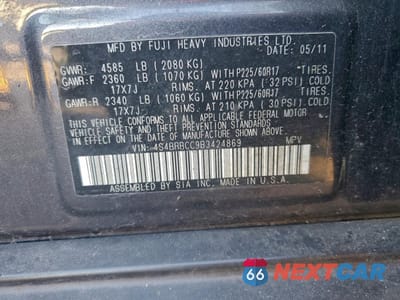 MFD BY FUJI HEAVY INDUSTRIES LTD. DATE 05/11
GVWR: 4585 LB (2080 KG)
GAWR:F 2360 LB (1070 KG) WITH P225/60R17 TIRES.
17X7J RIMS, AT 220 KPA (32 PSI) COLD
GAWR:R 2340 LB (1060 KG) WITH P225/60R17 TIRES.
17X7J RIMS, AT 210 KPA (30 PSI) COLD
THIS VEHICLE CONFORMS TO ALL APPLICABLE FEDERAL MOTOR
VEHICLE SAFETY AND THEFT PREVENTION STANDARDS
IN EFFECT ON THE DATE OF MANUFACTURE SHOWN ABOVE.
VIN: 4S4BRBCC9B3424869 MPV
ASSEMBLED BY SIA INC. MADE IN U.S.A.
66 NEXTCAR